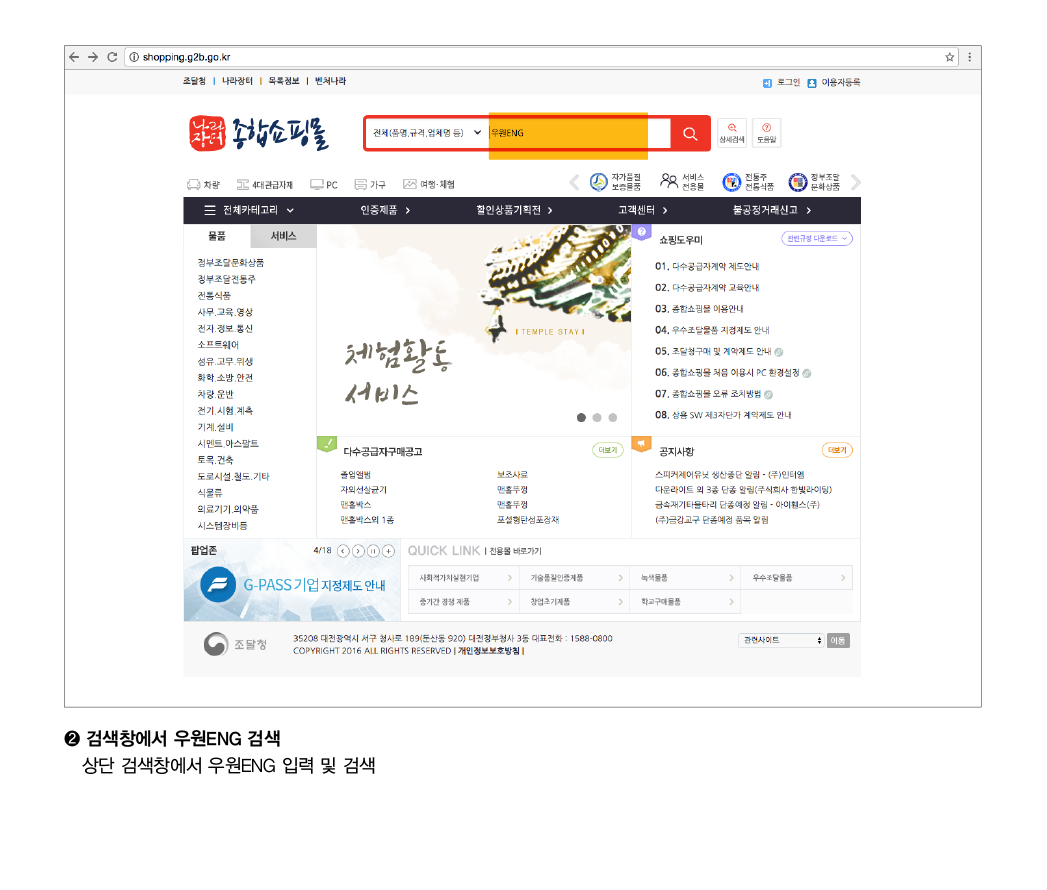 shopping.g2b.go.kr
조달청 | 나라장터 | 목록정보 | 벤처나라
로그인 이용자등록
나라장터 종합쇼핑몰
전체(품명,규격,업체명 등) 우원ENG
상세검색 도움말
차량 4대관급자재 PC 가구 여행·체험
자가품질 보증물품 서비스 전용몰 전통주 전통식품 정부조달 문화상품
전체카테고리 인증제품 할인상품기획전 고객센터 불공정거래신고
물품 서비스
정부조달문화상품
정부조달전통주
전통식품
사무.교육.영상
전자.정보.통신
소프트웨어
섬유.고무.위생
화학.소방.안전
차량.운반
전기.시험.계측
기계.설비
시멘트.아스팔트
토목.건축
도로시설.철도.기타
식물류
의료기기.의약품
시스템장비등
TEMPLE STAY
체험활동
서비스
쇼핑도우미 관련규정 다운로드
01. 다수공급자계약 제도안내
02. 다수공급자계약 교육안내
03. 종합쇼핑몰 이용안내
04. 우수조달물품 지정제도 안내
05. 조달청구매 및 계약제도 안내
06. 종합쇼핑몰 처음 이용시 PC 환경설정
07. 종합쇼핑몰 오류 조치방법
08. 상용 SW 제3자단가 계약제도 안내
다수공급자구매공고 더보기
졸업앨범 보조사료
자외선살균기 맨홀뚜껑
맨홀박스 맨홀뚜껑
맨홀박스외 1종 포설형탄성포장재
공지사항 더보기
스피커제어유닛 생산중단 알림 - (주)인터엠
다운라이트 외 3종 단종 알림(주식회사 한빛라이팅)
금속재기타울타리 단종예정 알림 - 아이휀스(주)
(주)금강교구 단종예정 품목 알림
팝업존 4/18
G-PASS 기업 지정제도 안내
QUICK LINK | 전용몰 바로가기
사회적가치실현기업 기술품질인증제품 녹색물품 우수조달물품
중기간 경쟁 제품 창업초기제품 학교구매물품
조달청
35208 대전광역시 서구 청사로 189(둔산동 920) 대전정부청사 3동 대표전화 : 1588-0800
COPYRIGHT 2016 ALL RIGHTS RESERVED | 개인정보보호방침 |
관련사이트 이동
❷ 검색창에서 우원ENG 검색
상단 검색창에서 우원ENG 입력 및 검색